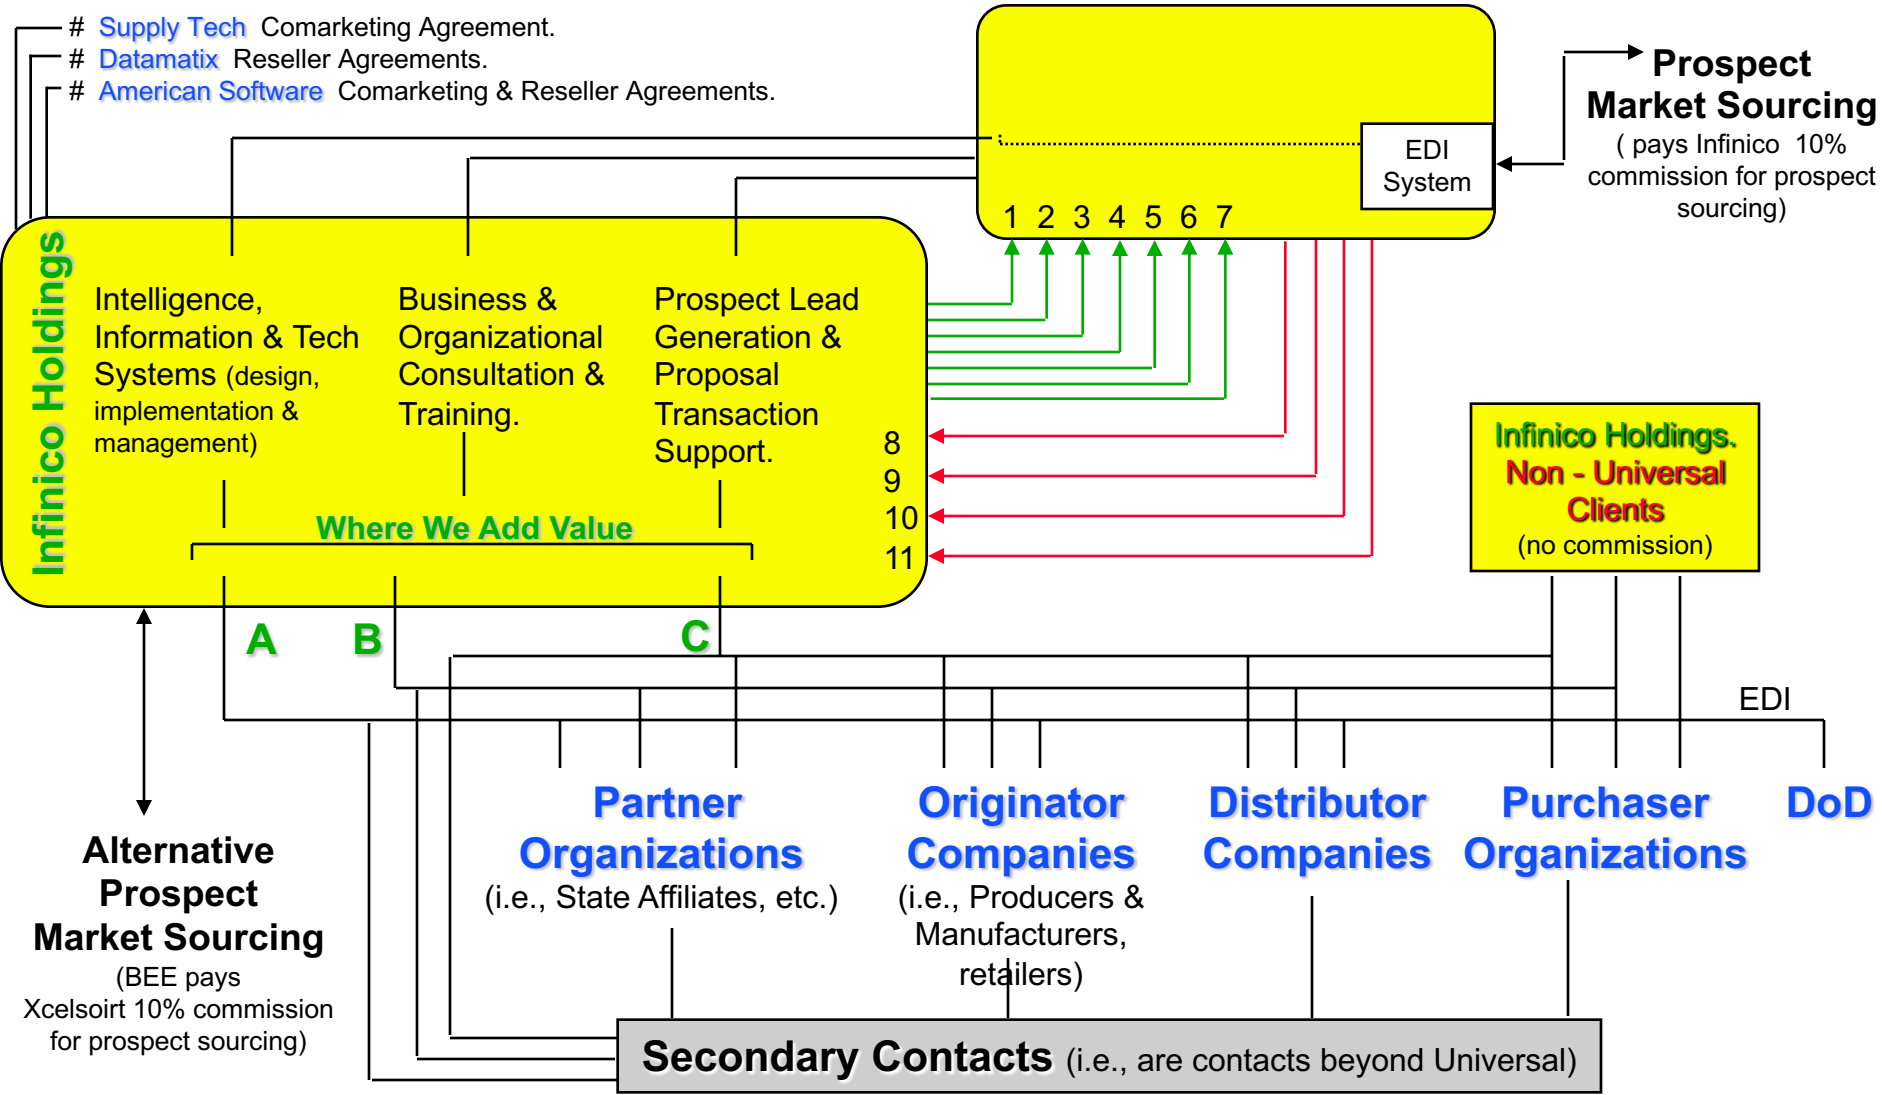 # Supply Tech Comarketing Agreement.
# Datamatix Reseller Agreements.
# American Software Comarketing & Reseller Agreements.
Prospect
Market Sourcing
( pays Infinico 10%
commission for prospect
sourcing)
EDI
System
1 2 3 4 5 6 7
Infinico Holdings
Intelligence,
Information & Tech
Systems (design,
implementation &
management)
Business &
Organizational
Consultation &
Training.
Prospect Lead
Generation &
Proposal
Transaction
Support.
8
9
10
11
Where We Add Value
Infinico Holdings.
Non - Universal
Clients
(no commission)
A B C
EDI
Partner
Organizations
(i.e., State Affiliates, etc.)
Originator
Companies
(i.e., Producers &
Manufacturers,
retailers)
Distributor
Companies
Purchaser
Organizations
DoD
Alternative
Prospect
Market Sourcing
(BEE pays
Xcelsoirt 10% commission
for prospect sourcing)
Secondary Contacts (i.e., are contacts beyond Universal)